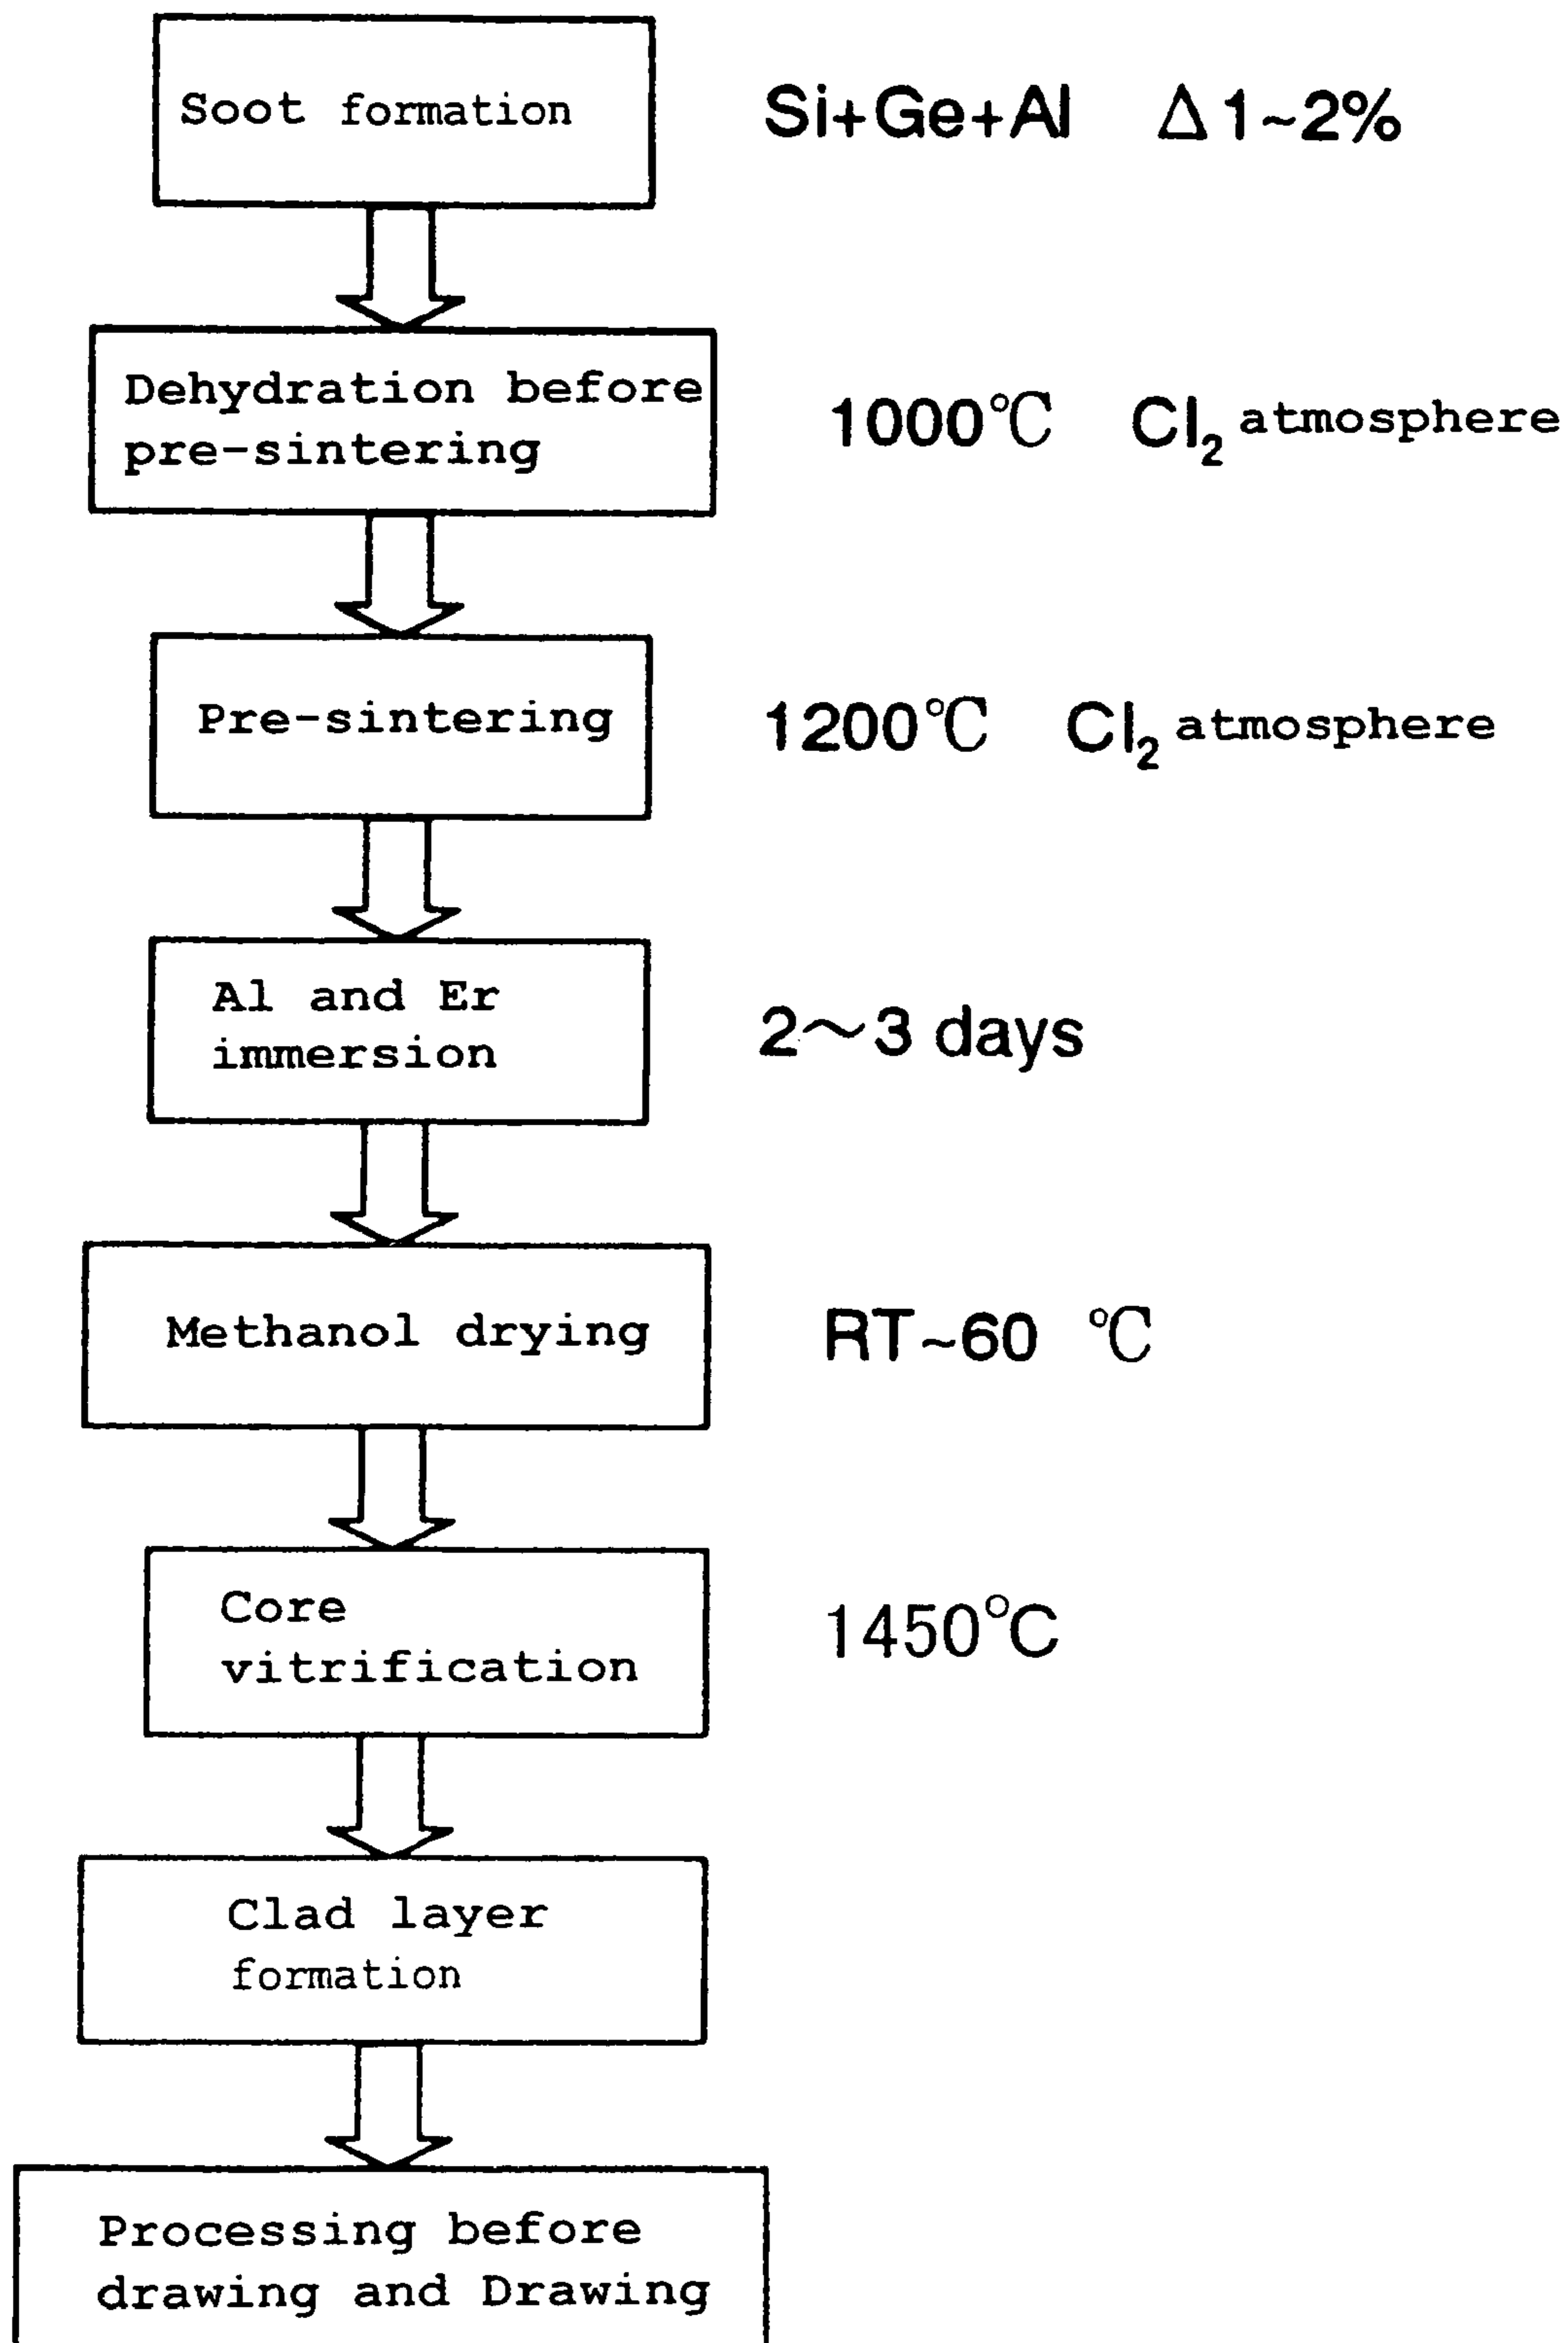 Soot formation Si+Ge+Al Δ1~2%
Dehydration before
pre-sintering
1000℃ Cl₂ atmosphere
Pre-sintering 1200℃ Cl₂ atmosphere
Al and Er
immersion
2~3 days
Methanol drying RT~60 ℃
Core
vitrification
1450°C
Clad layer
formation
Processing before
drawing and Drawing